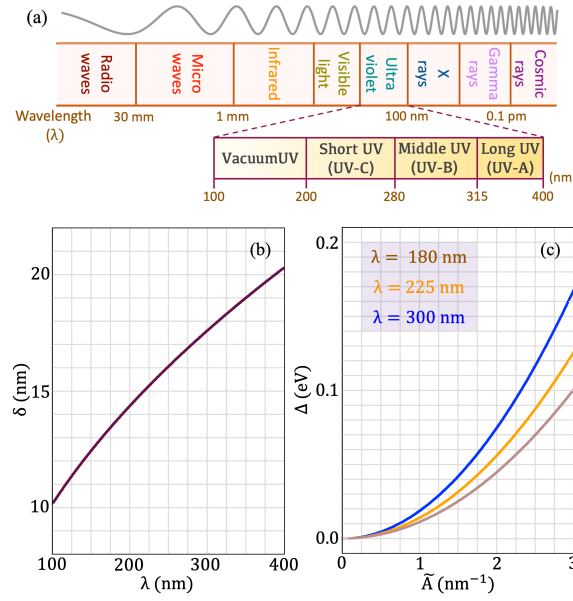 (a)
Radio waves
Micro waves
Infrared
Visible light
Ultra violet
X rays
Gamma rays
Cosmic rays
Wavelength (λ)
30 mm
1 mm
100 nm
0.1 pm
VacuumUV
Short UV (UV-C)
Middle UV (UV-B)
Long UV (UV-A)
100
200
280
315
400
(nm
(b)
20
15
10
δ (nm)
100
200
300
400
λ (nm)
(c)
λ = 180 nm
λ = 225 nm
λ = 300 nm
0.2
0.1
0.0
Δ (eV)
0
1
2
3
Ã (nm⁻¹)